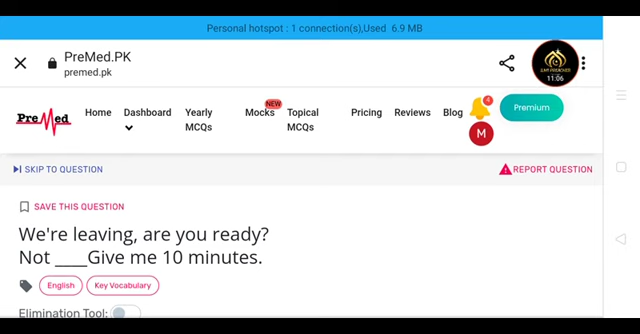 Personal hotspot : 1 connection(s),Used 6.9 MB
PreMed.PK
premed.pk
11:06
PreMed
Home
Dashboard
Yearly
MCQs
Mocks
NEW
Topical
MCQs
Pricing
Reviews
Blog
4
M
Premium
SKIP TO QUESTION
REPORT QUESTION
SAVE THIS QUESTION
We're leaving, are you ready?
Not ____Give me 10 minutes.
English
Key Vocabulary
Elimination Tool: